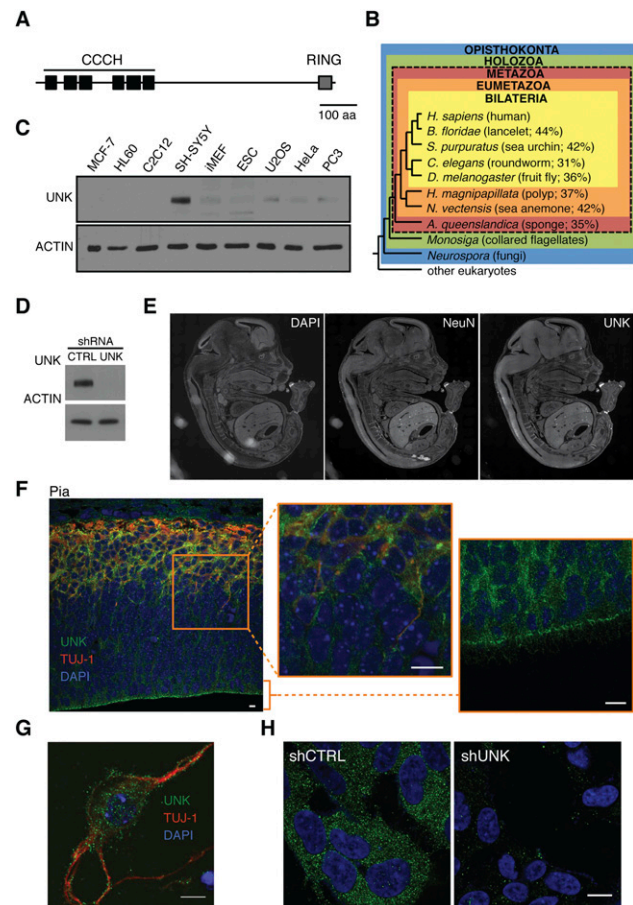 A
CCCH
RING
100 aa
B
OPISTHOKONTA
HOLOZOA
METAZOA
EUMETAZOA
BILATERIA
H. sapiens (human)
B. floridae (lancelet; 44%)
S. purpuratus (sea urchin; 42%)
C. elegans (roundworm; 31%)
D. melanogaster (fruit fly; 36%)
H. magnipapillata (polyp; 37%)
N. vectensis (sea anemone; 42%)
A. queenslandica (sponge; 35%)
Monosiga (collared flagellates)
Neurospora (fungi)
other eukaryotes
C
MCF-7
HL60
C2C12
SH-SY5Y
iMEF
ESC
U2OS
HeLa
PC3
UNK
ACTIN
D
shRNA
CTRL UNK
UNK
ACTIN
E
DAPI
NeuN
UNK
F
Pia
UNK
TUJ-1
DAPI
G
UNK
TUJ-1
DAPI
H
shCTRL
shUNK